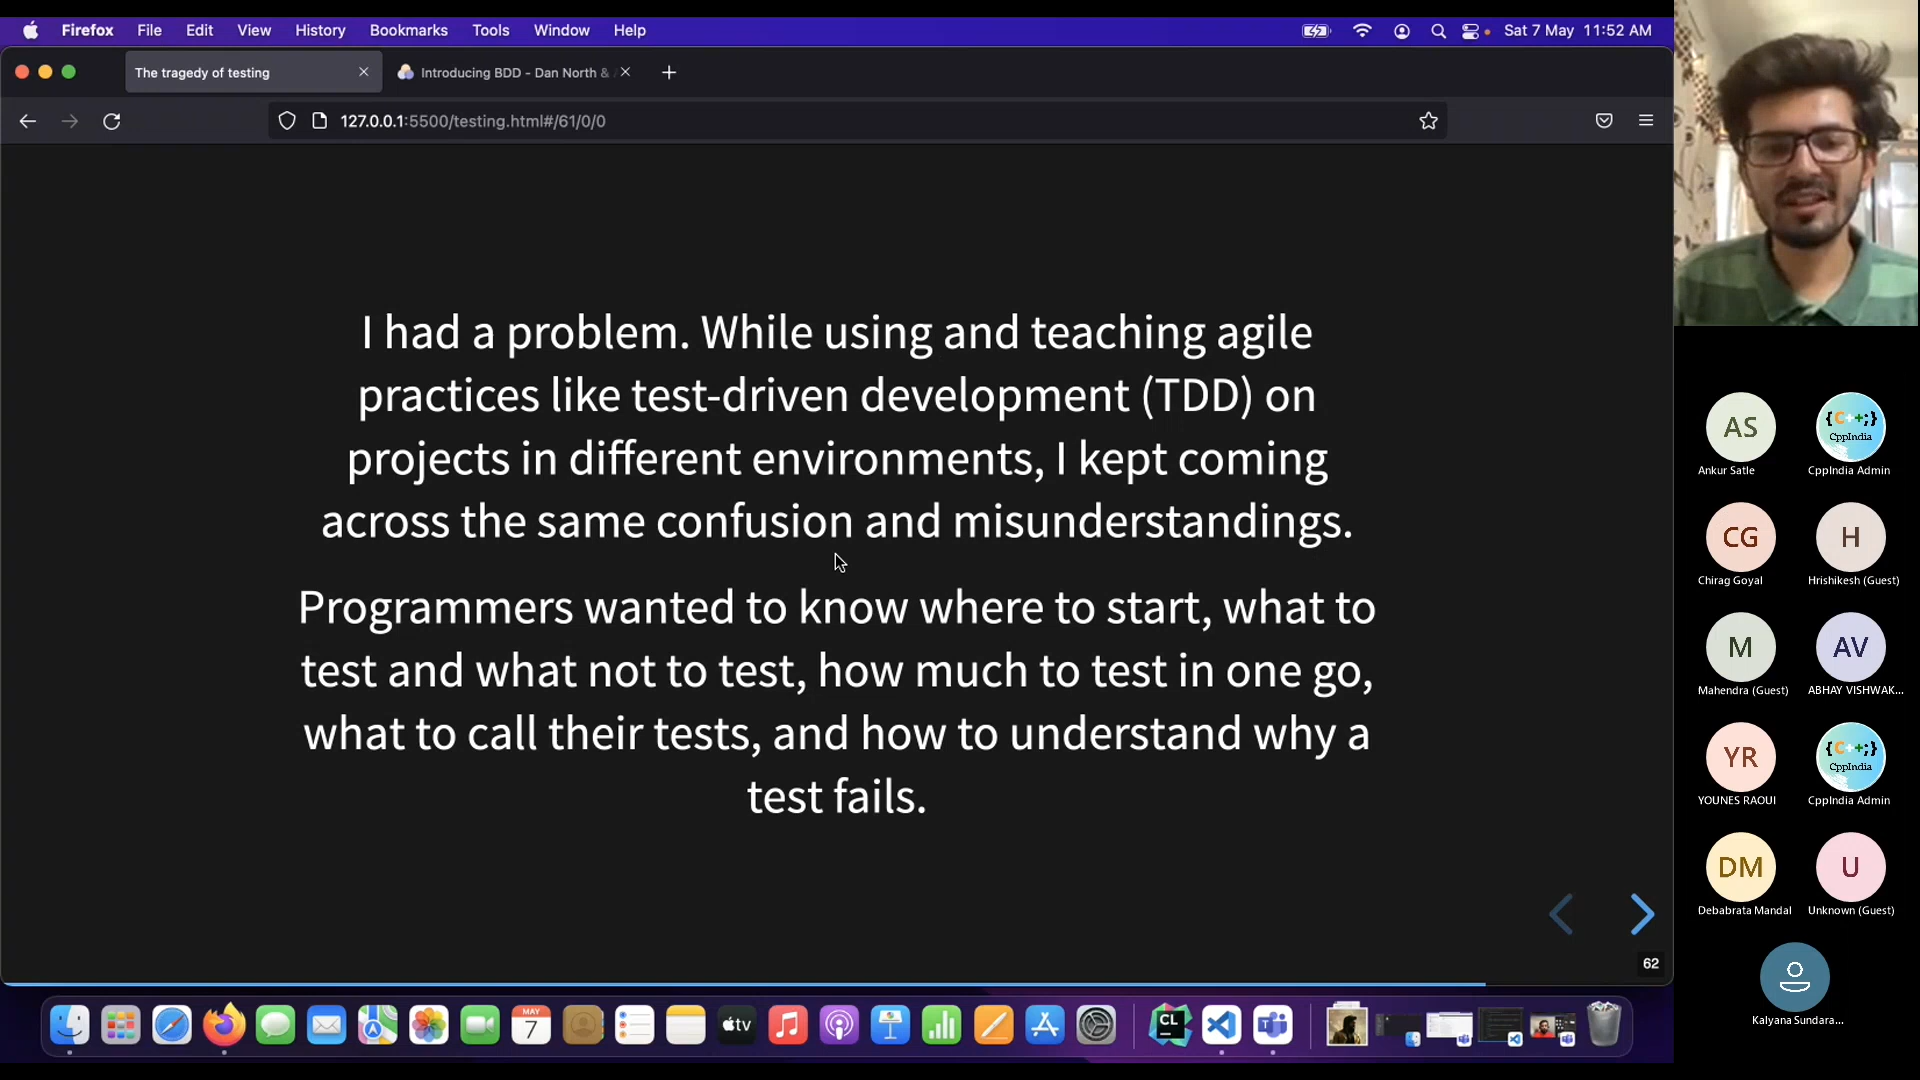 Firefox File Edit View History Bookmarks Tools Window Help
Sat 7 May 11:52 AM
The tragedy of testing
Introducing BDD - Dan North &
127.0.0.1:5500/testing.html#/61/0/0
I had a problem. While using and teaching agile
practices like test-driven development (TDD) on
projects in different environments, I kept coming
across the same confusion and misunderstandings.
Programmers wanted to know where to start, what to
test and what not to test, how much to test in one go,
what to call their tests, and how to understand why a
test fails.
62
MAY
7
tv
CL
AS
Ankur Satle
{C++;}
CppIndia
CppIndia Admin
CG
Chirag Goyal
H
Hrishikesh (Guest)
M
Mahendra (Guest)
AV
ABHAY VISHWAK...
YR
YOUNES RAOUI
{C++;}
CppIndia
CppIndia Admin
DM
Debabrata Mandal
U
Unknown (Guest)
Kalyana Sundara...